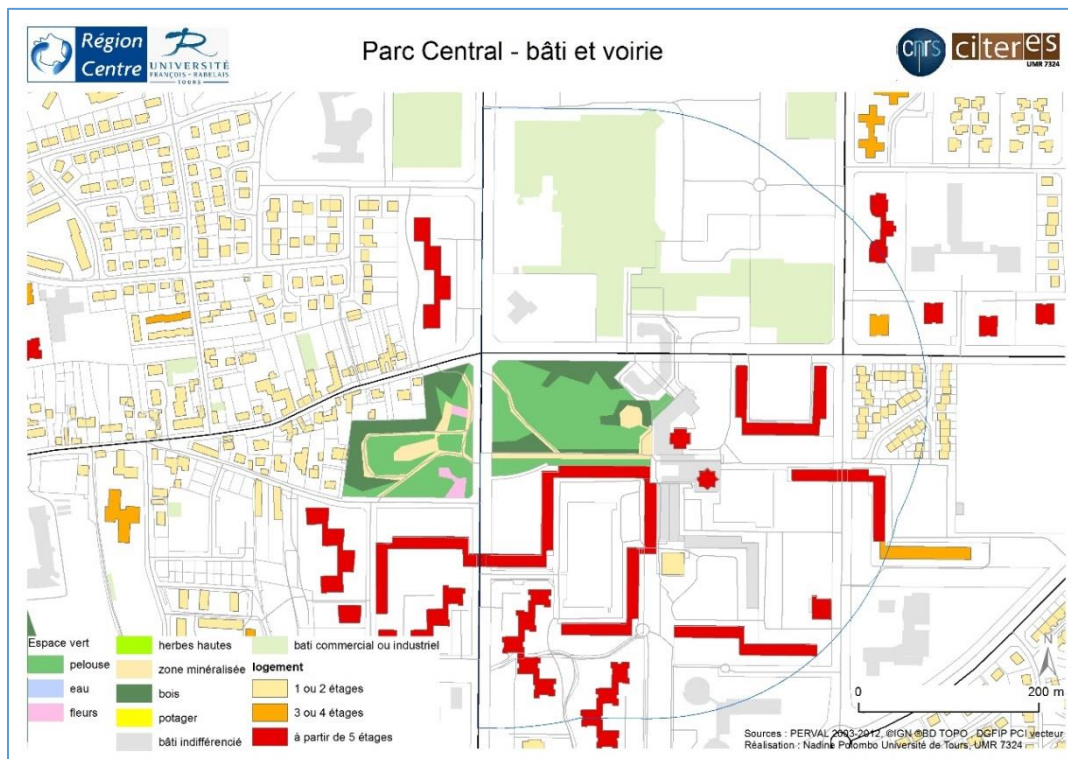 Région
Centre
UNIVERSITÉ
FRANÇOIS - RABELAIS
TOURS
Parc Central - bâti et voirie
cnrs
citeres
UMR 7324
Espace vert
pelouse
eau
fleurs
herbes hautes
zone minéralisée
bois
potager
bâti indifférencié
bati commercial ou industriel
logement
1 ou 2 étages
3 ou 4 étages
à partir de 5 étages
N
0 200 m
Sources : PERVAL 2003-2012, ©IGN ®BD TOPO, DGFIP PCI vecteur
Réalisation : Nadine Polombo Université de Tours, UMR 7324